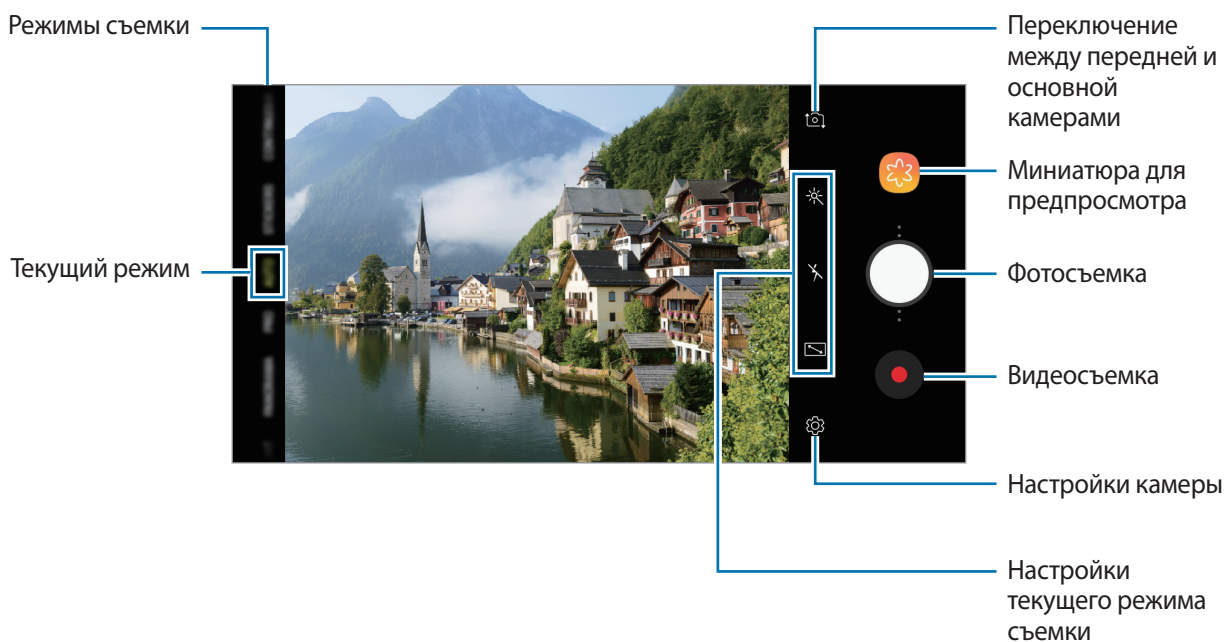 Режимы съемки
Текущий режим
Переключение
между передней и
основной
камерами
Миниатюра для
предпросмотра
Фотосъемка
Видеосъемка
Настройки камеры
Настройки
текущего режима
съемки